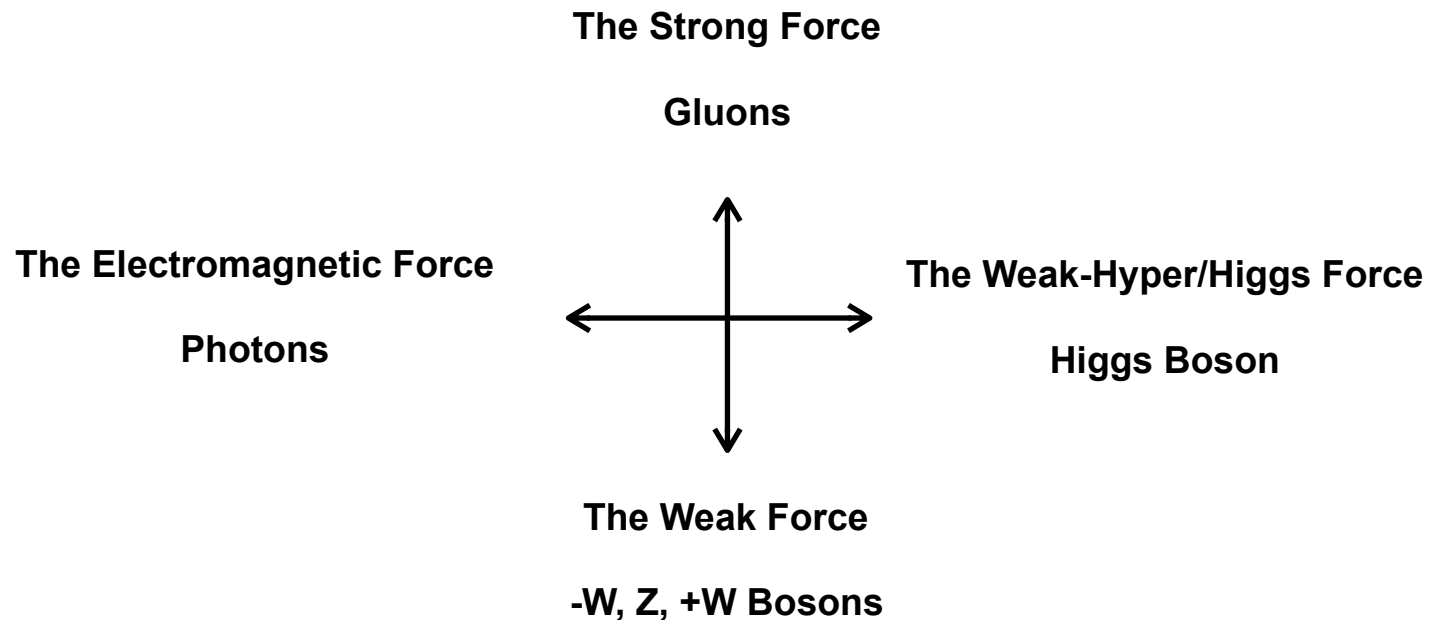 The Strong Force
Gluons
The Electromagnetic Force
Photons
The Weak-Hyper/Higgs Force
Higgs Boson
The Weak Force
-W, Z, +W Bosons